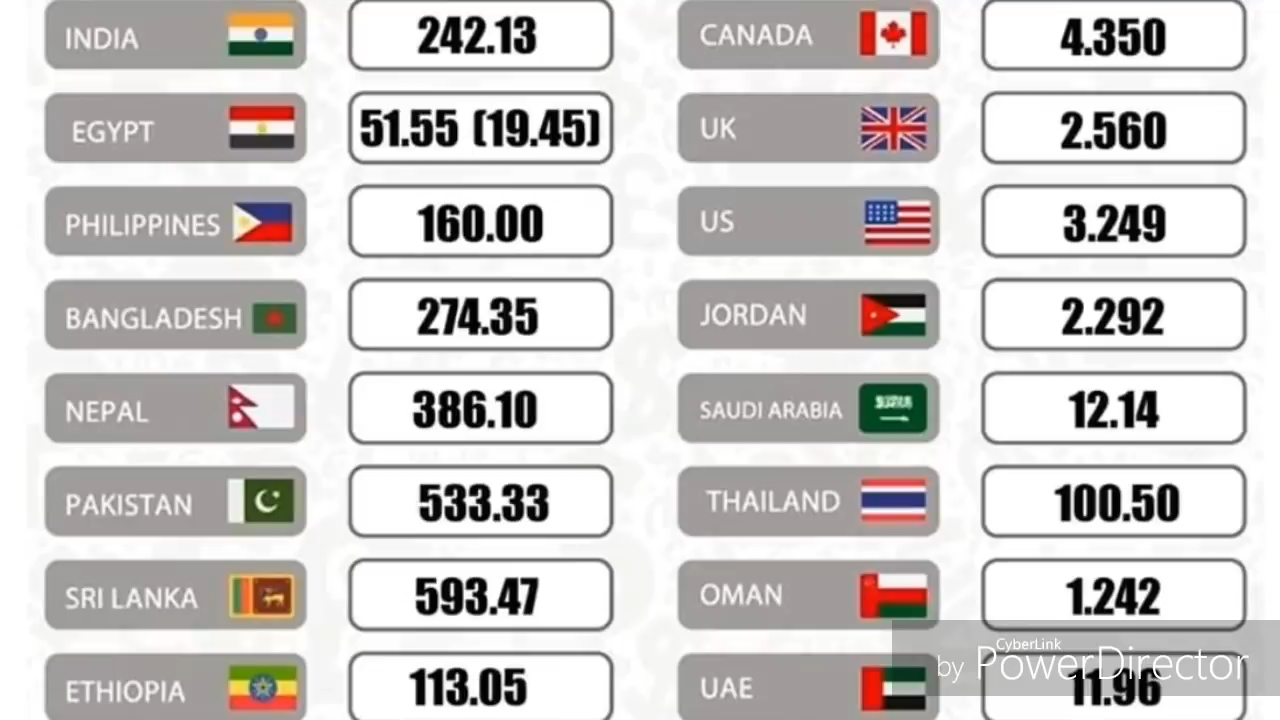 INDIA 242.13 CANADA 4.350
EGYPT 51.55 (19.45) UK 2.560
PHILIPPINES 160.00 US 3.249
BANGLADESH 274.35 JORDAN 2.292
NEPAL 386.10 SAUDI ARABIA 12.14
PAKISTAN 533.33 THAILAND 100.50
SRI LANKA 593.47 OMAN 1.242
ETHIOPIA 113.05 UAE 11.96
CyberLink
by PowerDirector